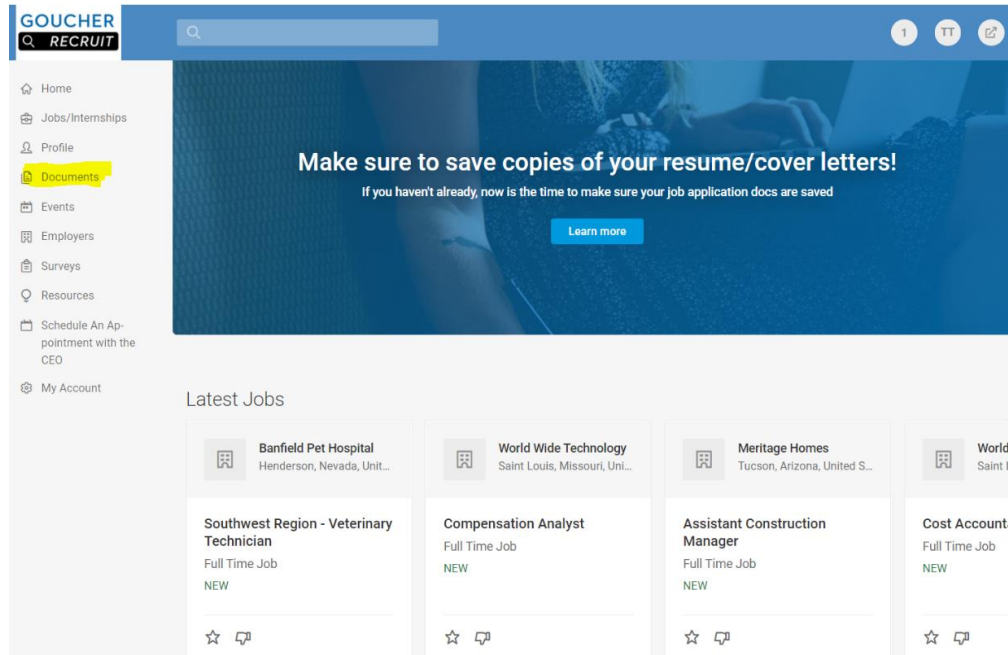 GOUCHER
RECRUIT
1
TT
Home
Jobs/Internships
Profile
Documents
Events
Employers
Surveys
Resources
Schedule An Ap-
pointment with the
CEO
My Account
Make sure to save copies of your resume/cover letters!
If you haven't already, now is the time to make sure your job application docs are saved
Learn more
Latest Jobs
Banfield Pet Hospital
Henderson, Nevada, Unit...
Southwest Region - Veterinary
Technician
Full Time Job
NEW
World Wide Technology
Saint Louis, Missouri, Uni...
Compensation Analyst
Full Time Job
NEW
Meritage Homes
Tucson, Arizona, United S...
Assistant Construction
Manager
Full Time Job
NEW
World
Saint
Cost Account
Full Time Job
NEW